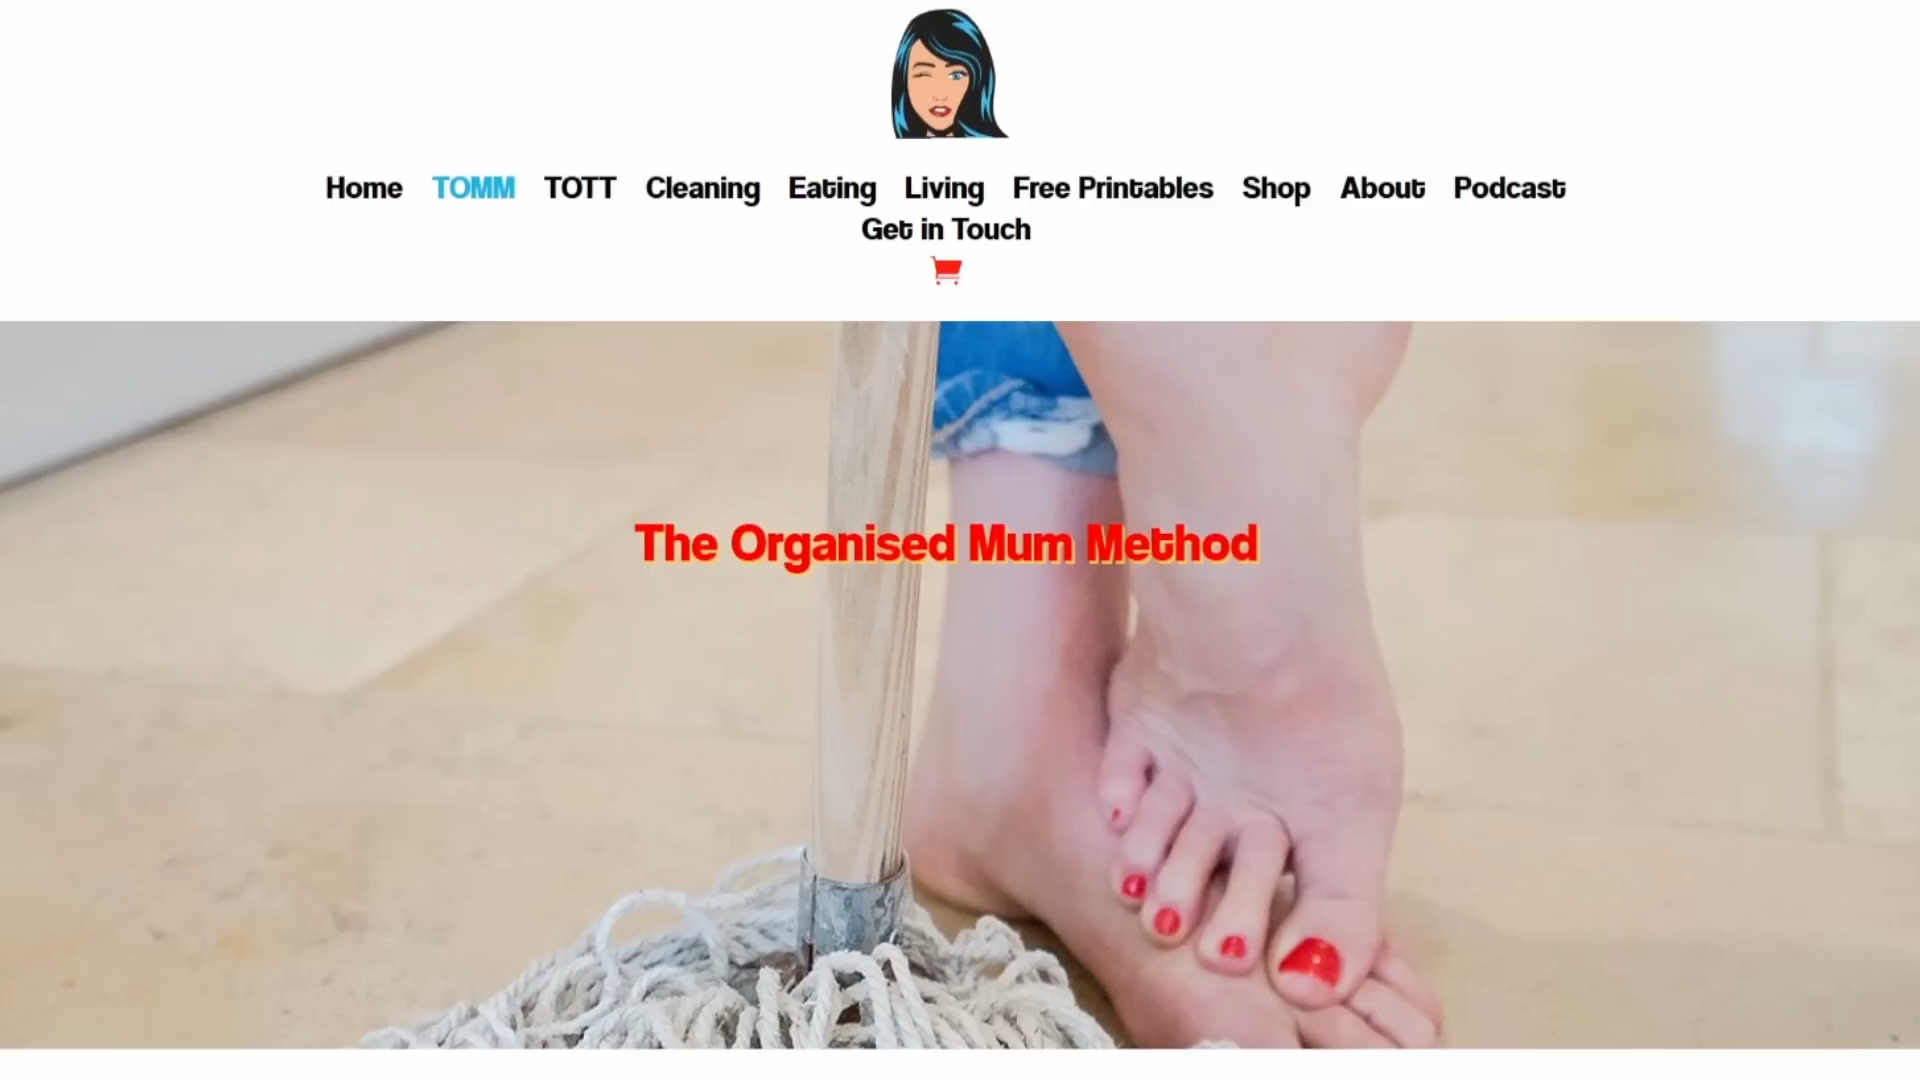 Home TOMM TOTT Cleaning Eating Living Free Printables Shop About Podcast
Get in Touch
The Organised Mum Method